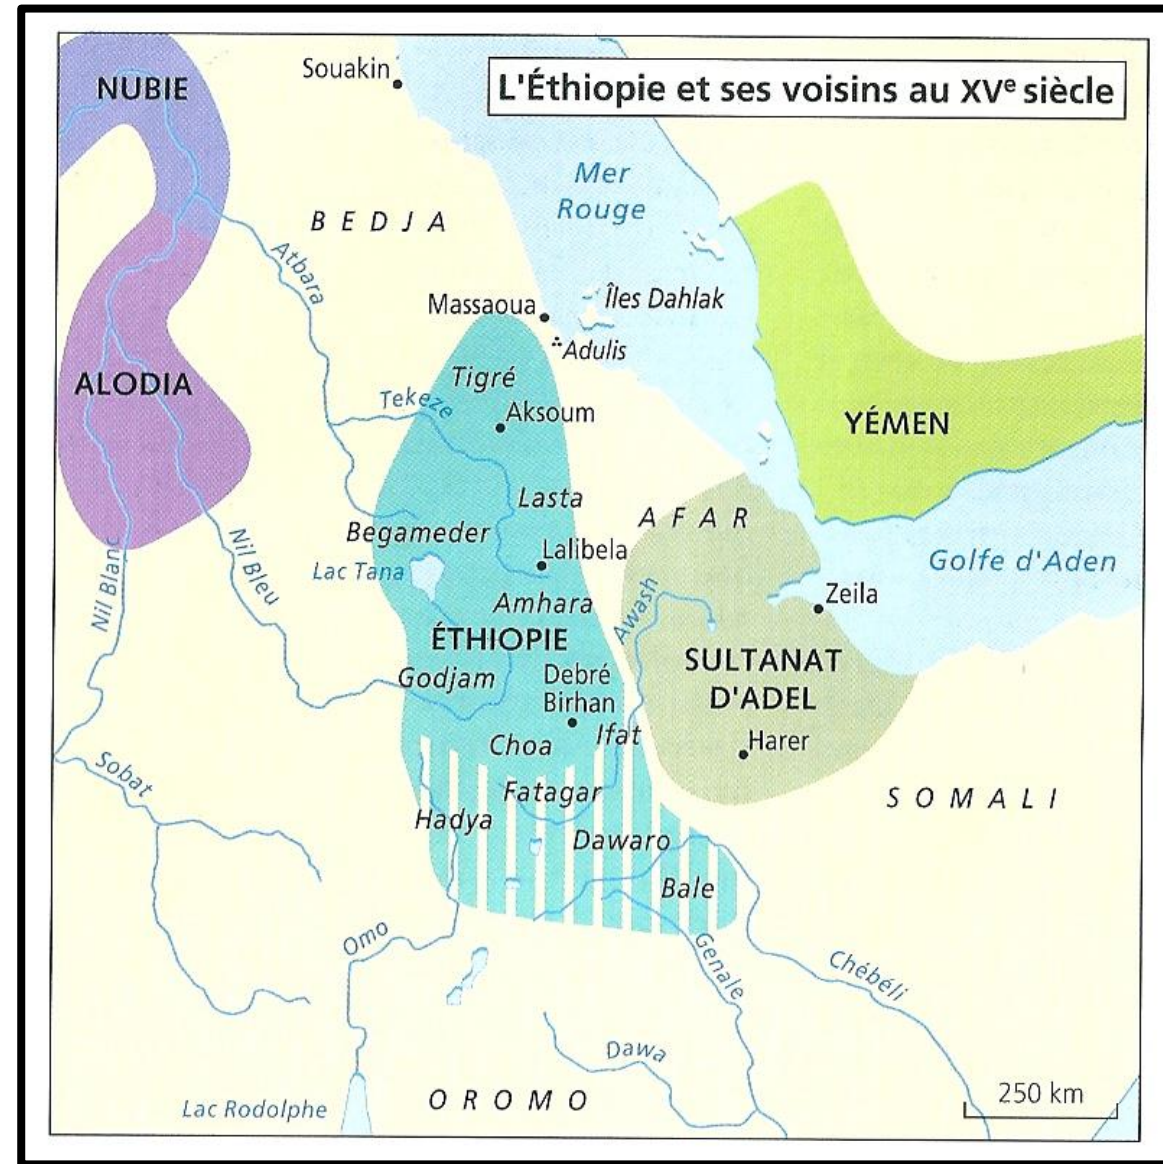 L'Éthiopie et ses voisins au XVe siècle
NUBIE
Souakin
Mer
Rouge
BEDJA
Atbara
Massaoua
Îles Dahlak
Adulis
ALODIA
Tigré
Tekeze
Aksoum
YÉMEN
Lasta
AFAR
Begameder
Lalibela
Nil Blanc
Nil Bleu
Lac Tana
Golfe d'Aden
Amhara
Awash
Zeila
ÉTHIOPIE
Godjam
Debré
Birhan
SULTANAT
D'ADEL
Ifat
Choa
Harer
Sobat
Fatagar
Hadya
SOMALI
Dawaro
Bale
Omo
Genale
Chébéli
Dawa
250 km
Lac Rodolphe
OROMO